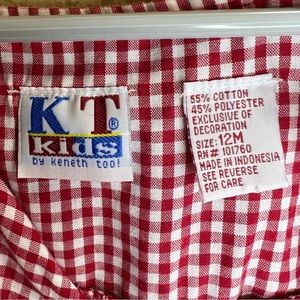 KT®
kids
by keneth too!
55% COTTON
45% POLYESTER
EXCLUSIVE OF
DECORATION
SIZE: 12M
RN# 101760
MADE IN INDONESIA
SEE REVERSE
FOR CARE